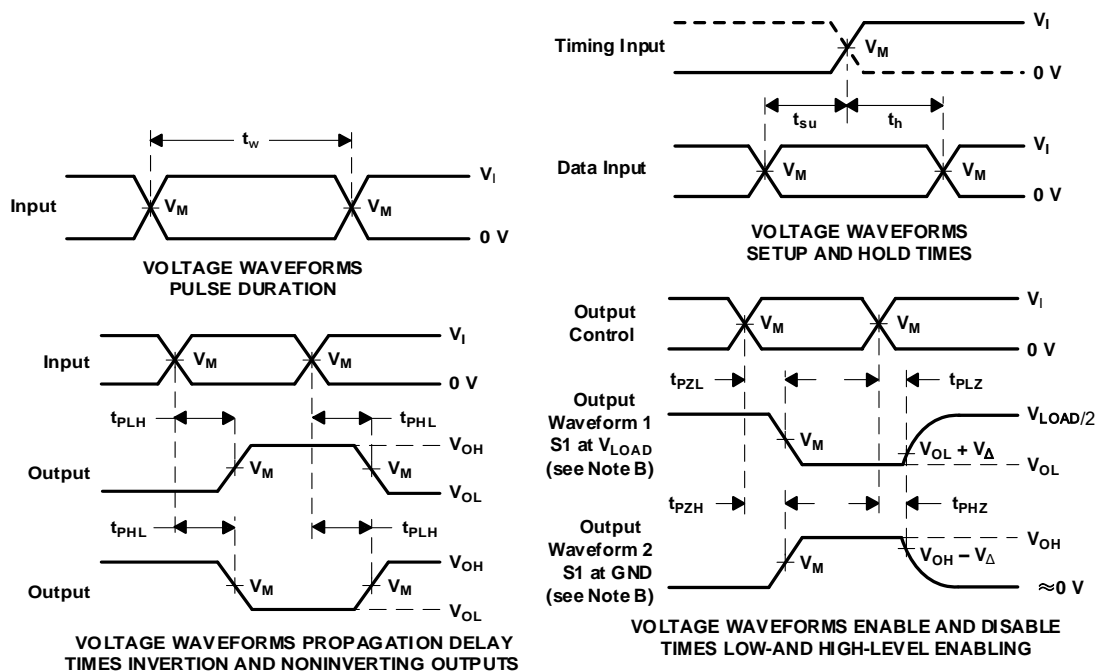 t_w
V_I
Input
V_M
V_M
0 V
VOLTAGE WAVEFORMS
PULSE DURATION
Timing Input
V_I
V_M
0 V
t_su
t_h
Data Input
V_I
V_M
V_M
0 V
VOLTAGE WAVEFORMS
SETUP AND HOLD TIMES
Input
V_I
V_M
V_M
0 V
t_PLH
t_PHL
Output
V_OH
V_M
V_M
V_OL
t_PHL
t_PLH
Output
V_OH
V_M
V_M
V_OL
VOLTAGE WAVEFORMS PROPAGATION DELAY
TIMES INVERTION AND NONINVERTING OUTPUTS
Output
Control
V_I
V_M
V_M
0 V
t_PZL
t_PLZ
Output
Waveform 1
S1 at V_LOAD
(see Note B)
V_LOAD/2
V_M
V_OL + V_Δ
V_OL
t_PZH
t_PHZ
Output
Waveform 2
S1 at GND
(see Note B)
V_OH
V_M
V_OH – V_Δ
≈0 V
VOLTAGE WAVEFORMS ENABLE AND DISABLE
TIMES LOW-AND HIGH-LEVEL ENABLING